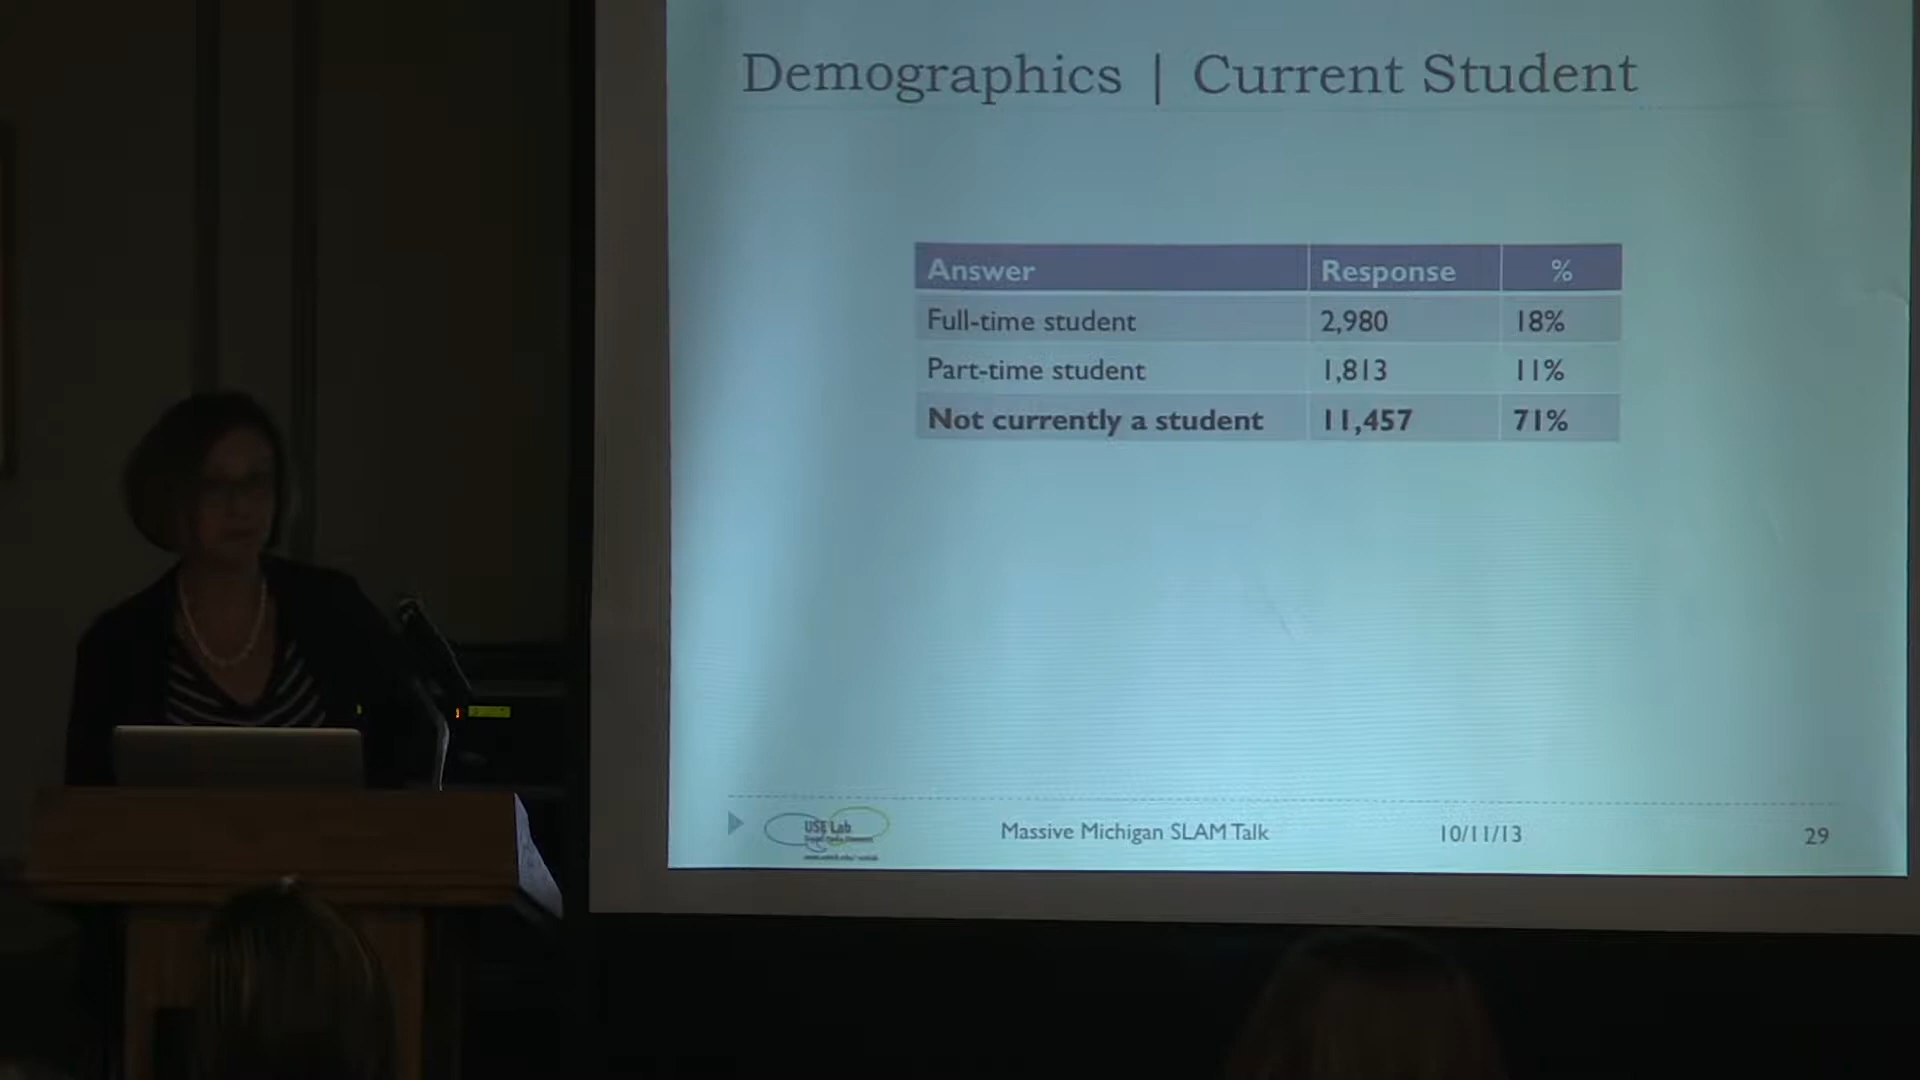 Demographics | Current Student
Answer Response %
Full-time student 2,980 18%
Part-time student 1,813 11%
Not currently a student 11,457 71%
USE Lab
Massive Michigan SLAM Talk 10/11/13 29